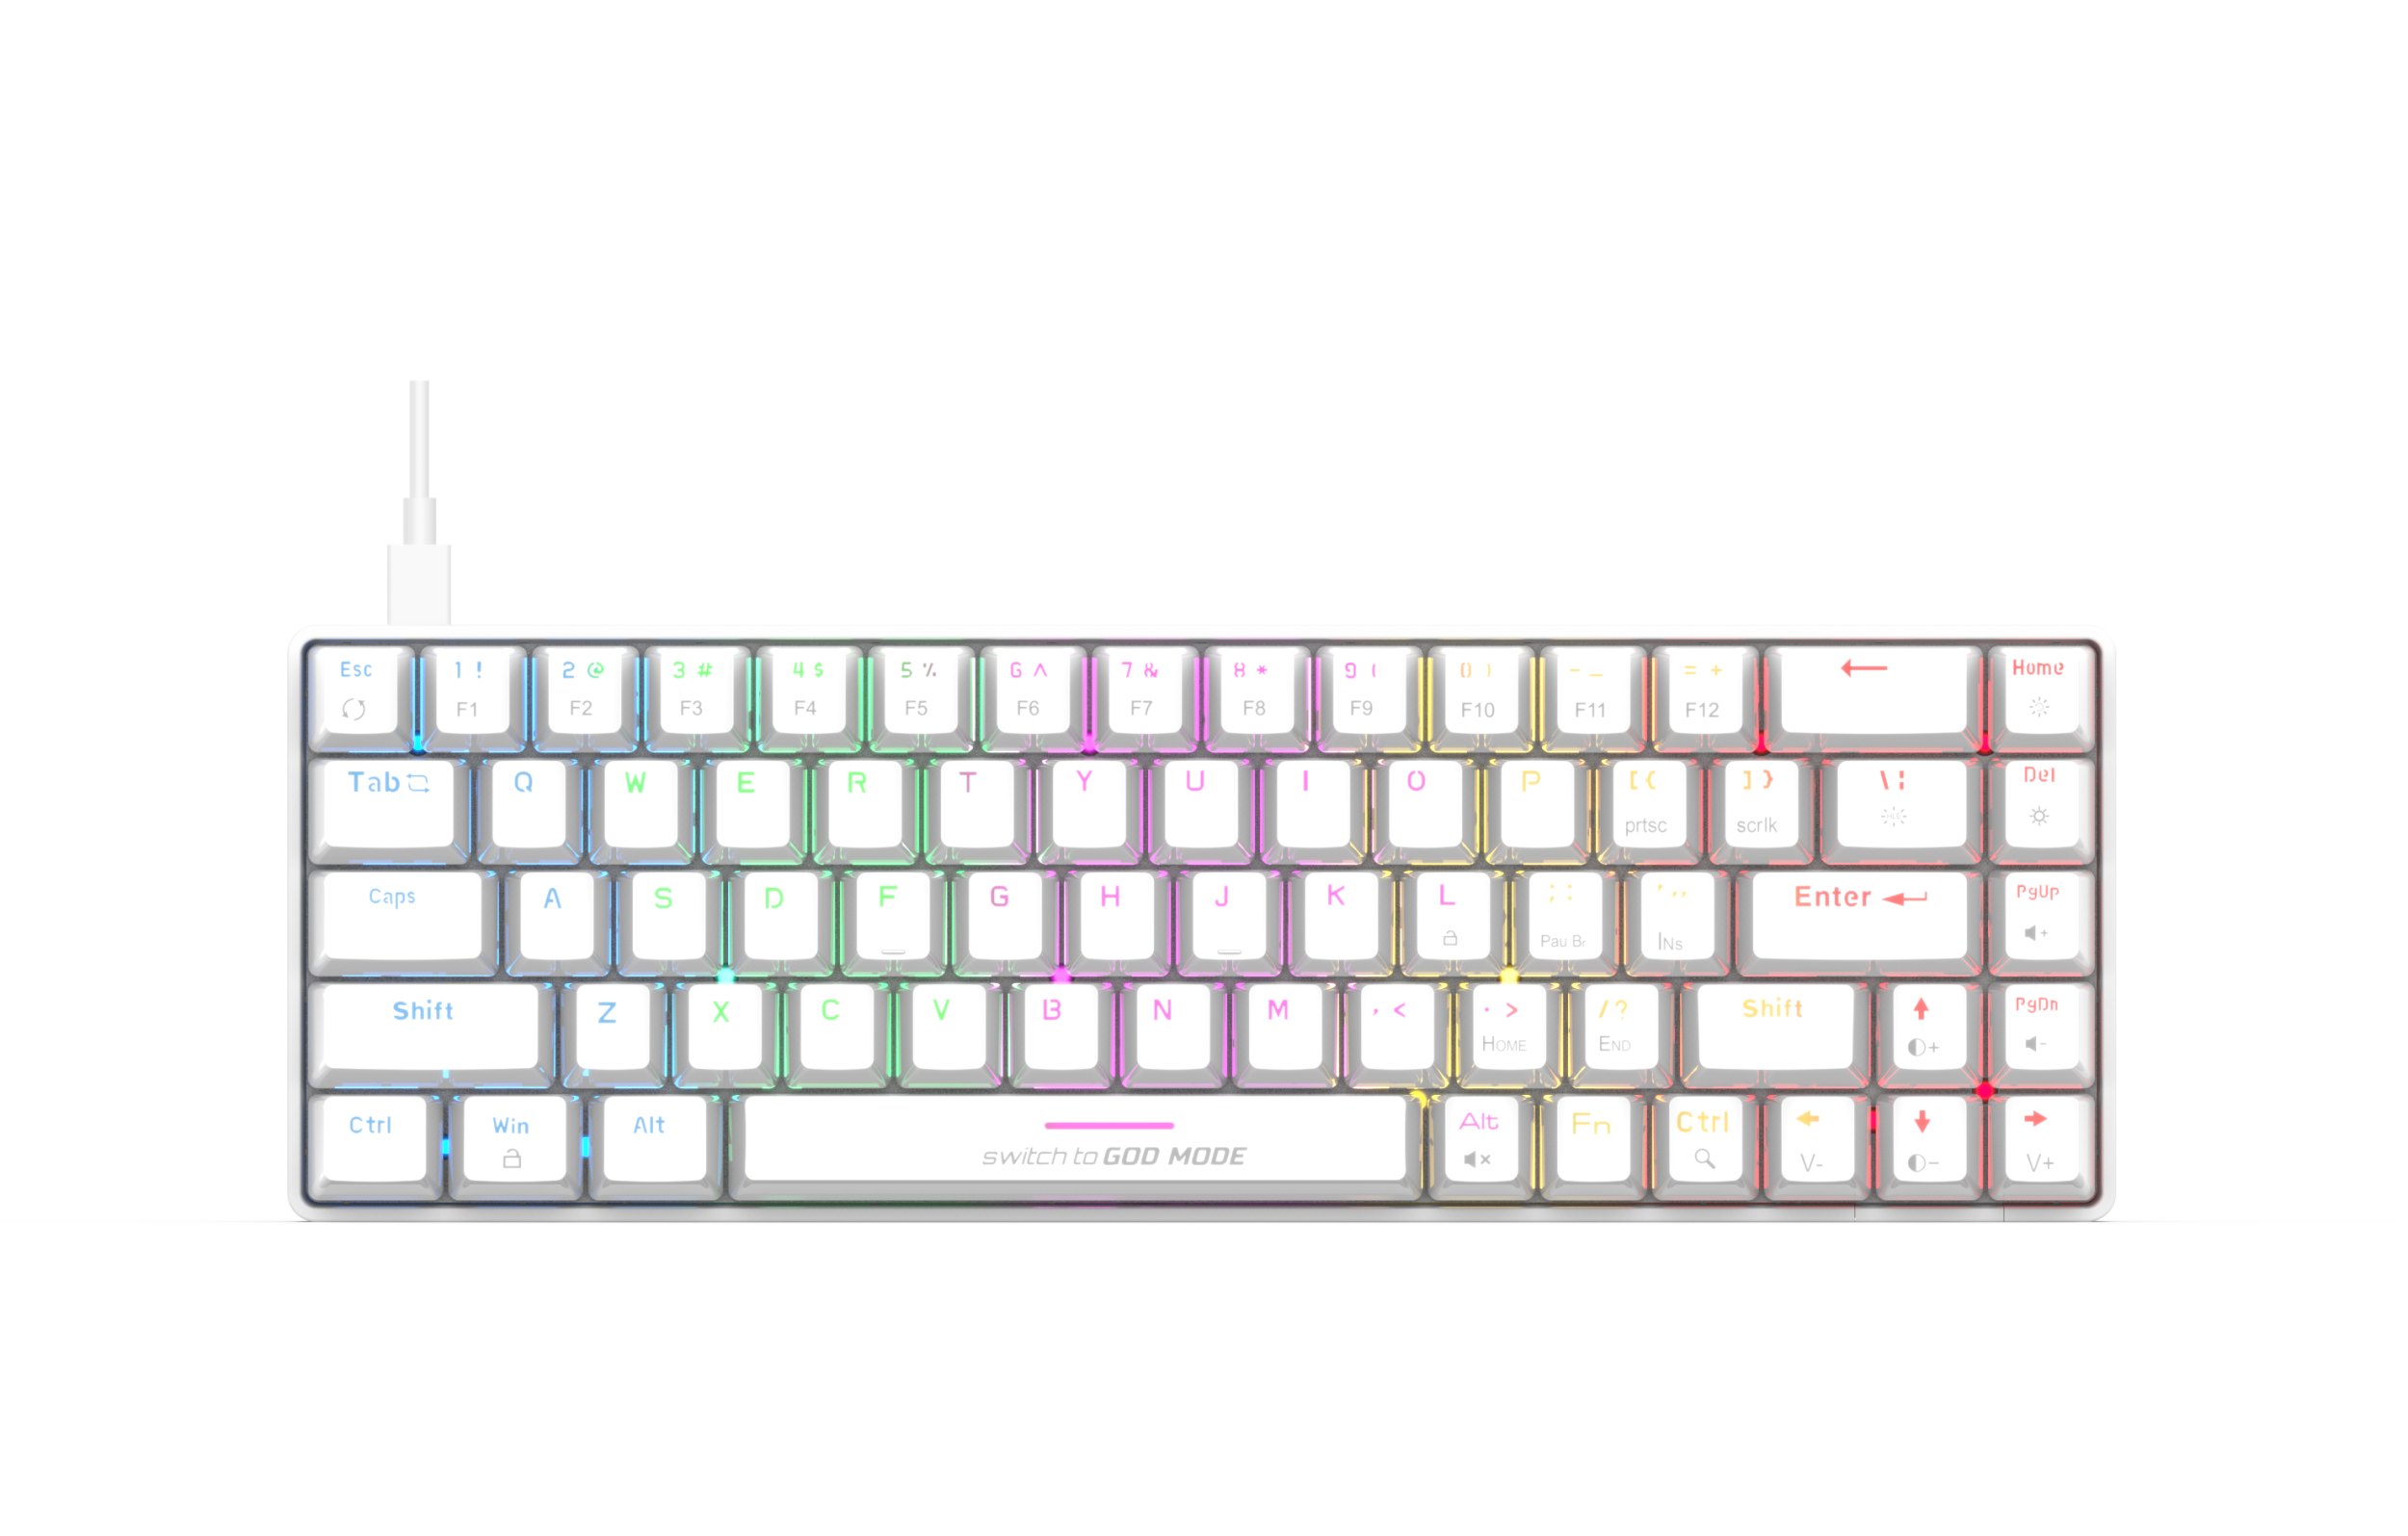 Esc 1 ! 2 @ 3 # 4 $ 5 % 6 ^ 7 & 8 * 9 ( 0 ) - _ = + ← Home
F1 F2 F3 F4 F5 F6 F7 F8 F9 F10 F11 F12
Tab Q W E R T Y U I O P [ { ] } \ ¦ Del
prtsc scrlk
Caps A S D F G H J K L ; : ' ,, Enter PgUp
Pau Br INs +
Shift Z X C V B N M , < . > / ? Shift ↑ PgDn
HOME END + -
Ctrl Win Alt Alt Fn Ctrl ← ↓ →
switch to GOD MODE V- - V+